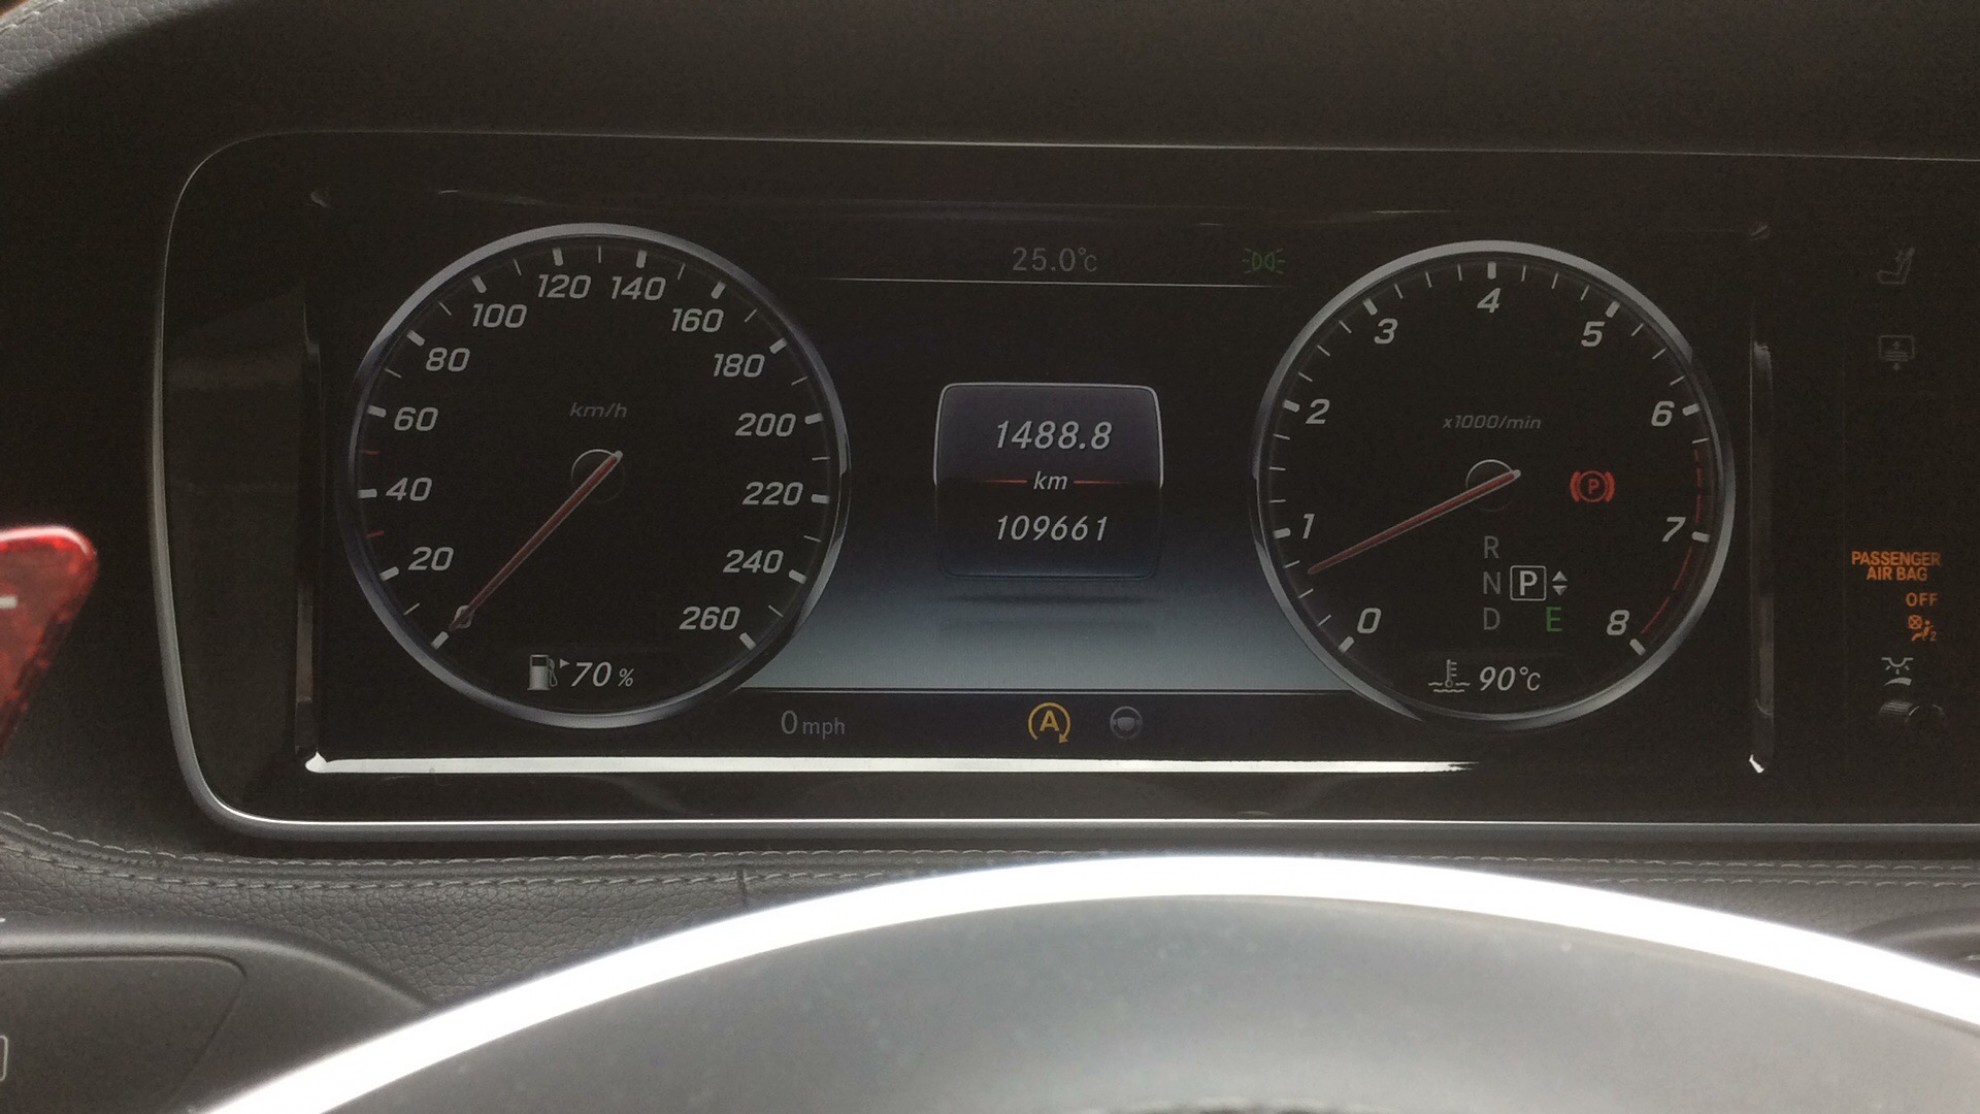 25.0°C
km/h
20
40
60
80
100
120
140
160
180
200
220
240
260
70 %
1488.8
km
109661
0 mph
A
x1000/min
0
1
2
3
4
5
6
7
8
P
R
N P
D E
90°C
PASSENGER
AIR BAG
OFF
2